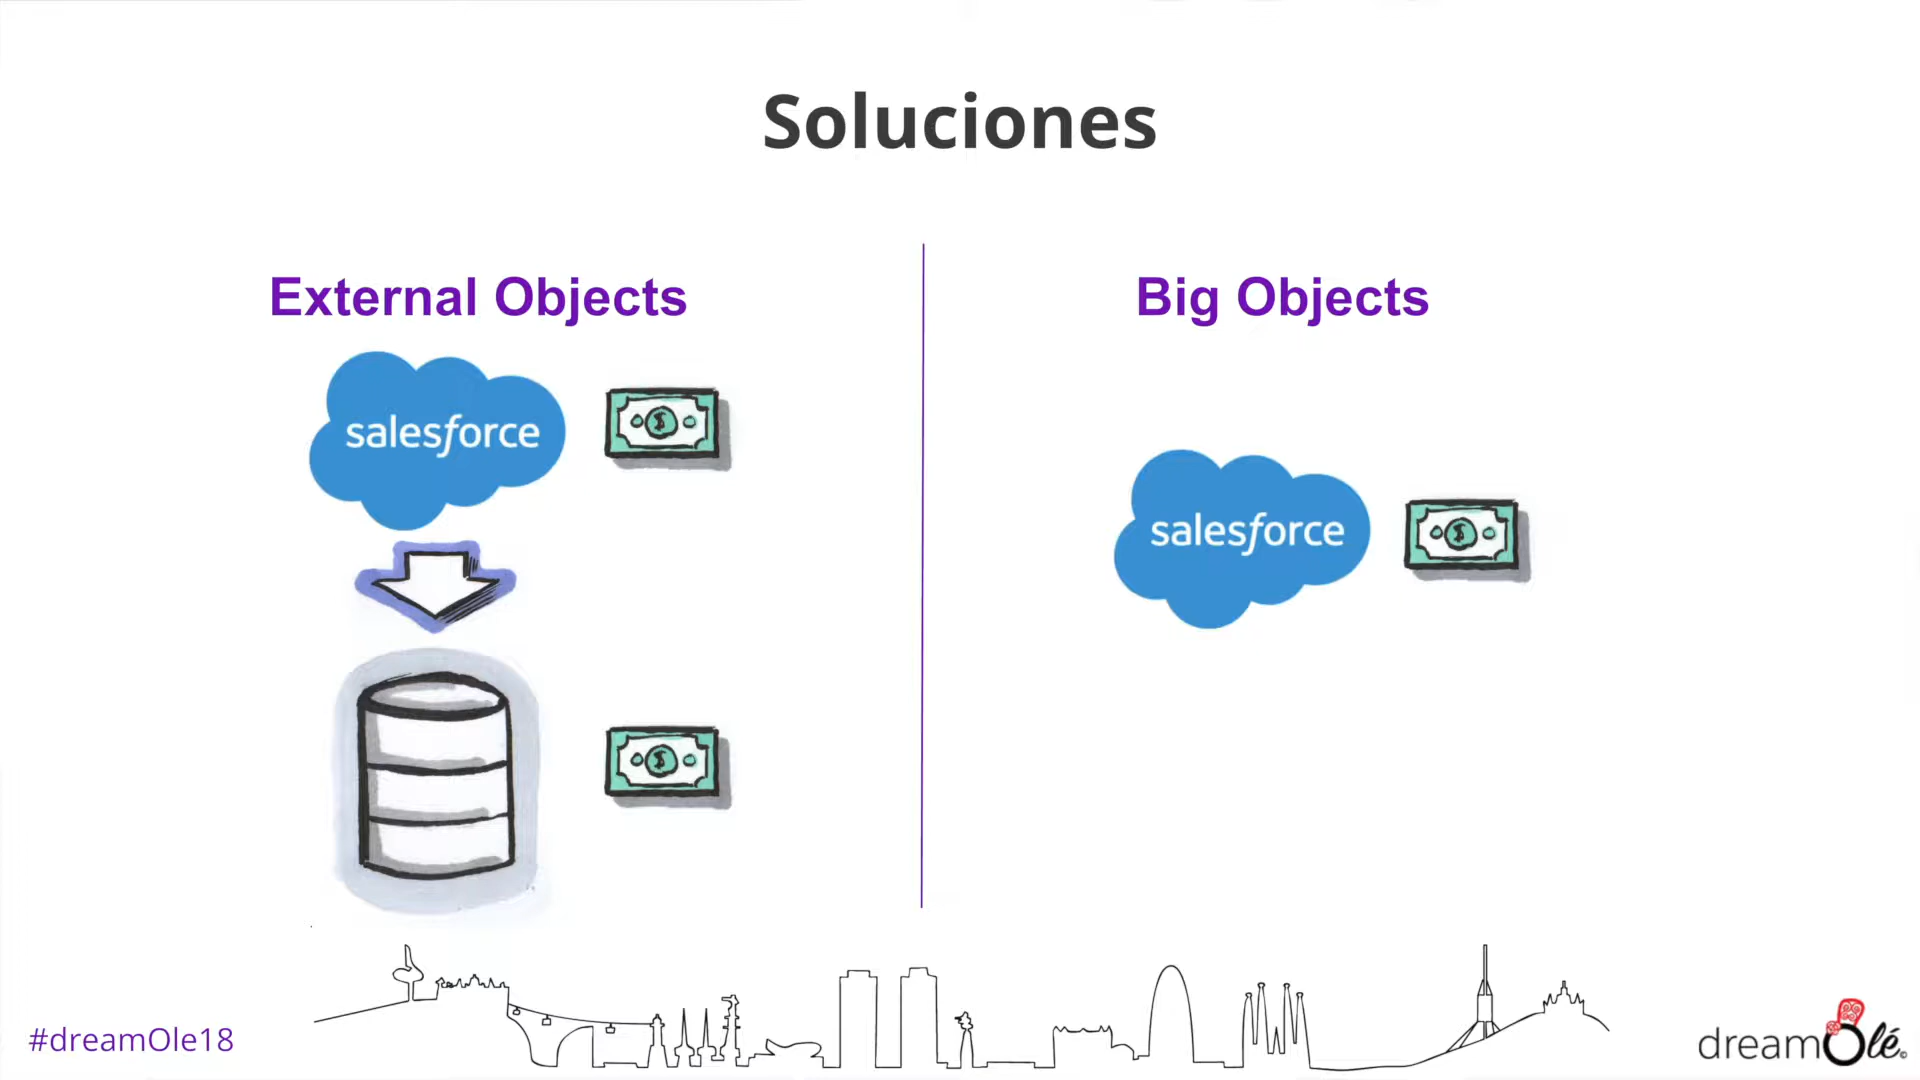 Soluciones
External Objects
salesforce
Big Objects
salesforce
#dreamOle18
dreamOlé